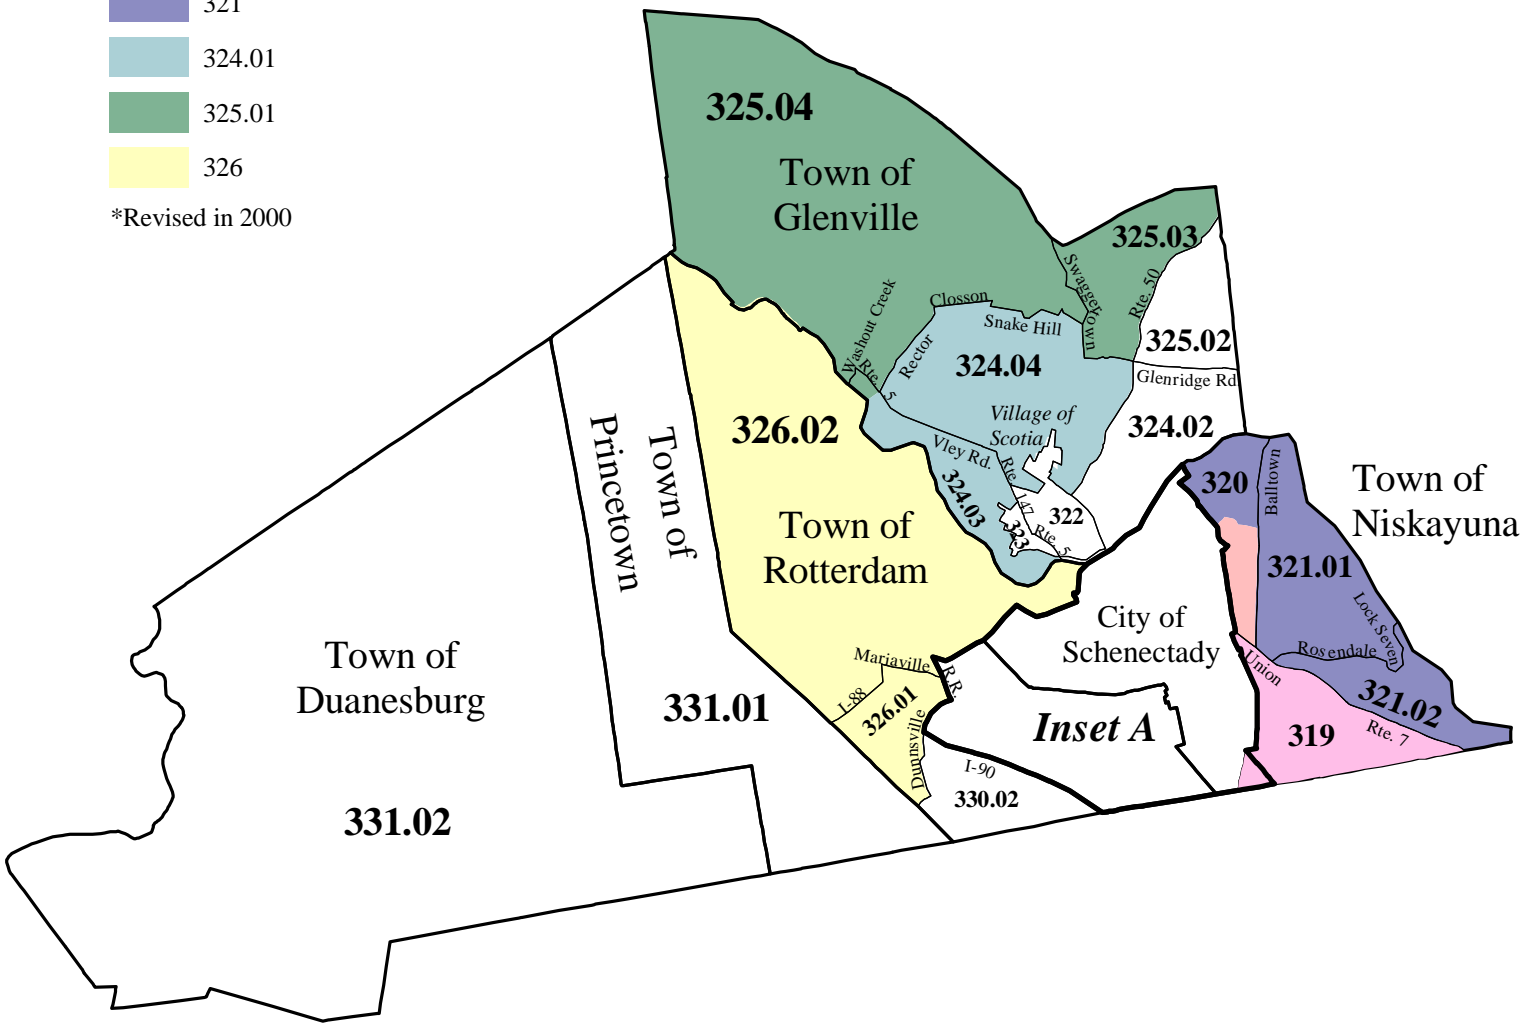 321
324.01
325.01
326
*Revised in 2000
325.04
Town of
Glenville
325.03
Swaggertown
Rte. 50
Washout Creek
Closson
Snake Hill
Rector
Rte. 5
324.04
325.02
Glenridge Rd
324.02
Village of
Scotia
Vley Rd.
Rte. 147
324.03
322
323
Rte. 5
326.02
Town of
Rotterdam
Town of
Princetown
320
Balltown
Town of
Niskayuna
321.01
Lock Seven
Rosendale
Union
321.02
319
Rte. 7
City of
Schenectady
Mariaville
R.R.
I-88
326.01
Dunnsville
Inset A
I-90
330.02
331.01
Town of
Duanesburg
331.02